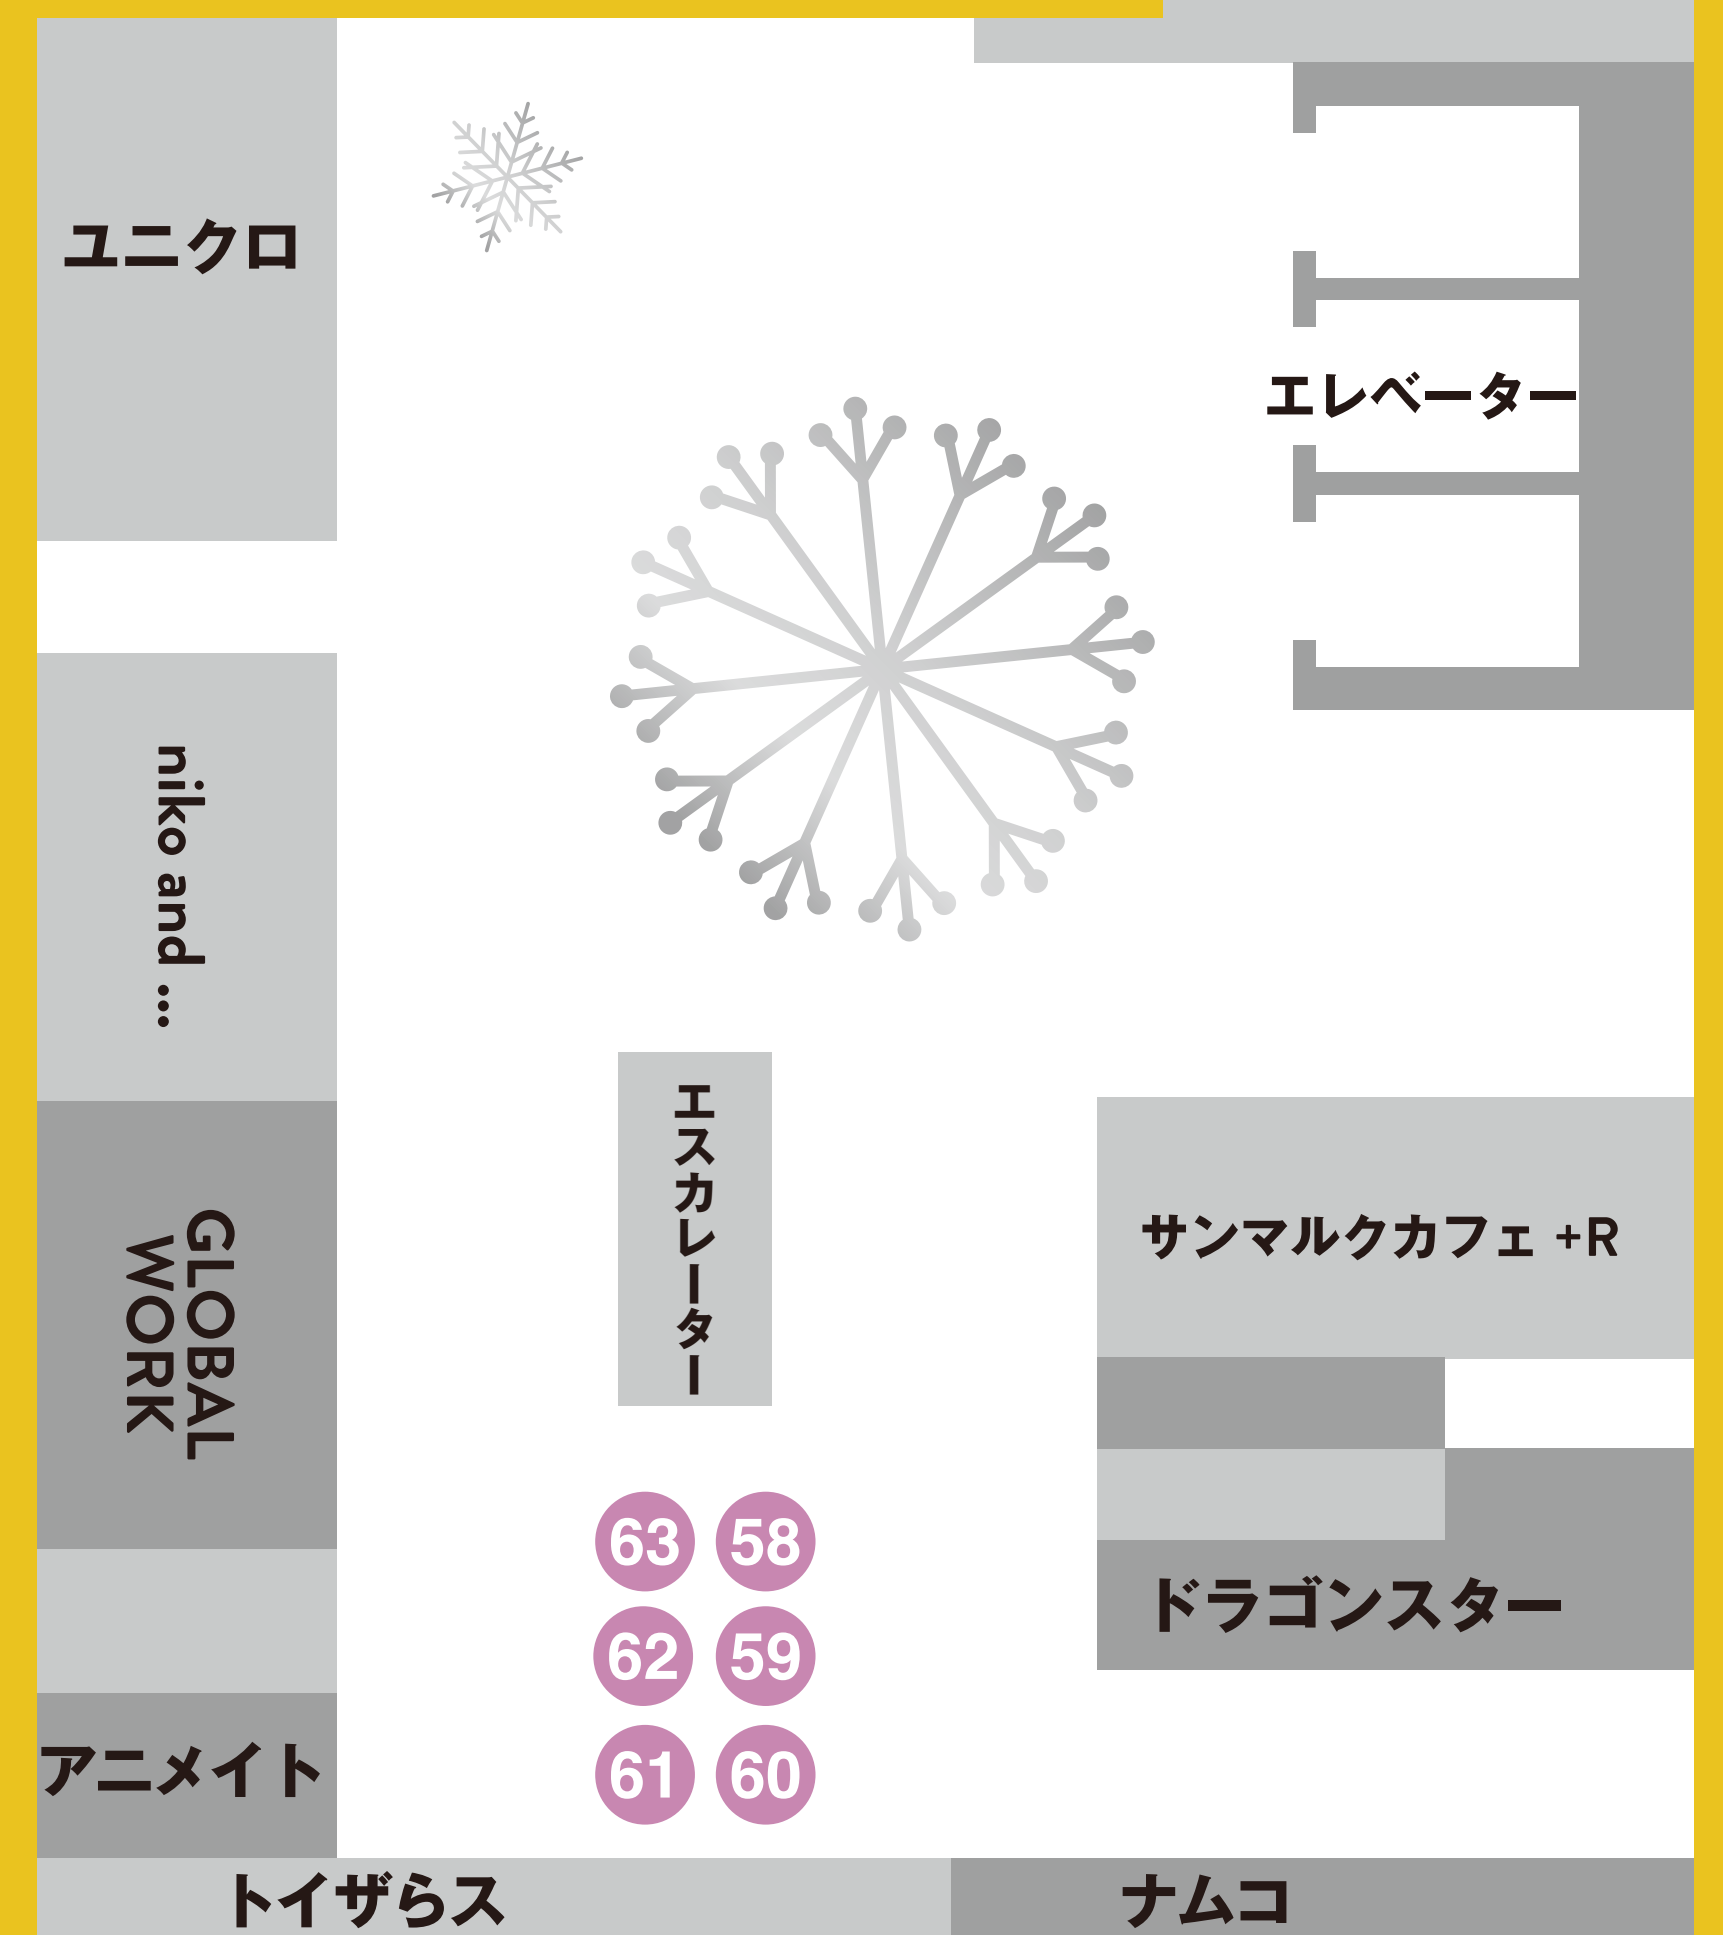 ユニクロ
エレベーター
niko and ...
GLOBAL
WORK
エスカレーター
サンマルクカフェ +R
63
58
62
59
ドラゴンスター
61
60
アニメイト
トイザらス
ナムコ